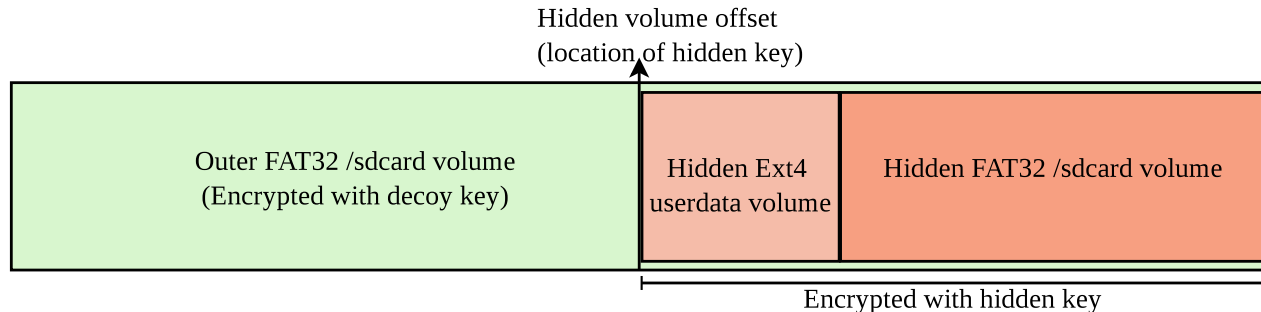 Hidden volume offset
(location of hidden key)
Outer FAT32 /sdcard volume
(Encrypted with decoy key)
Hidden Ext4
userdata volume
Hidden FAT32 /sdcard volume
Encrypted with hidden key